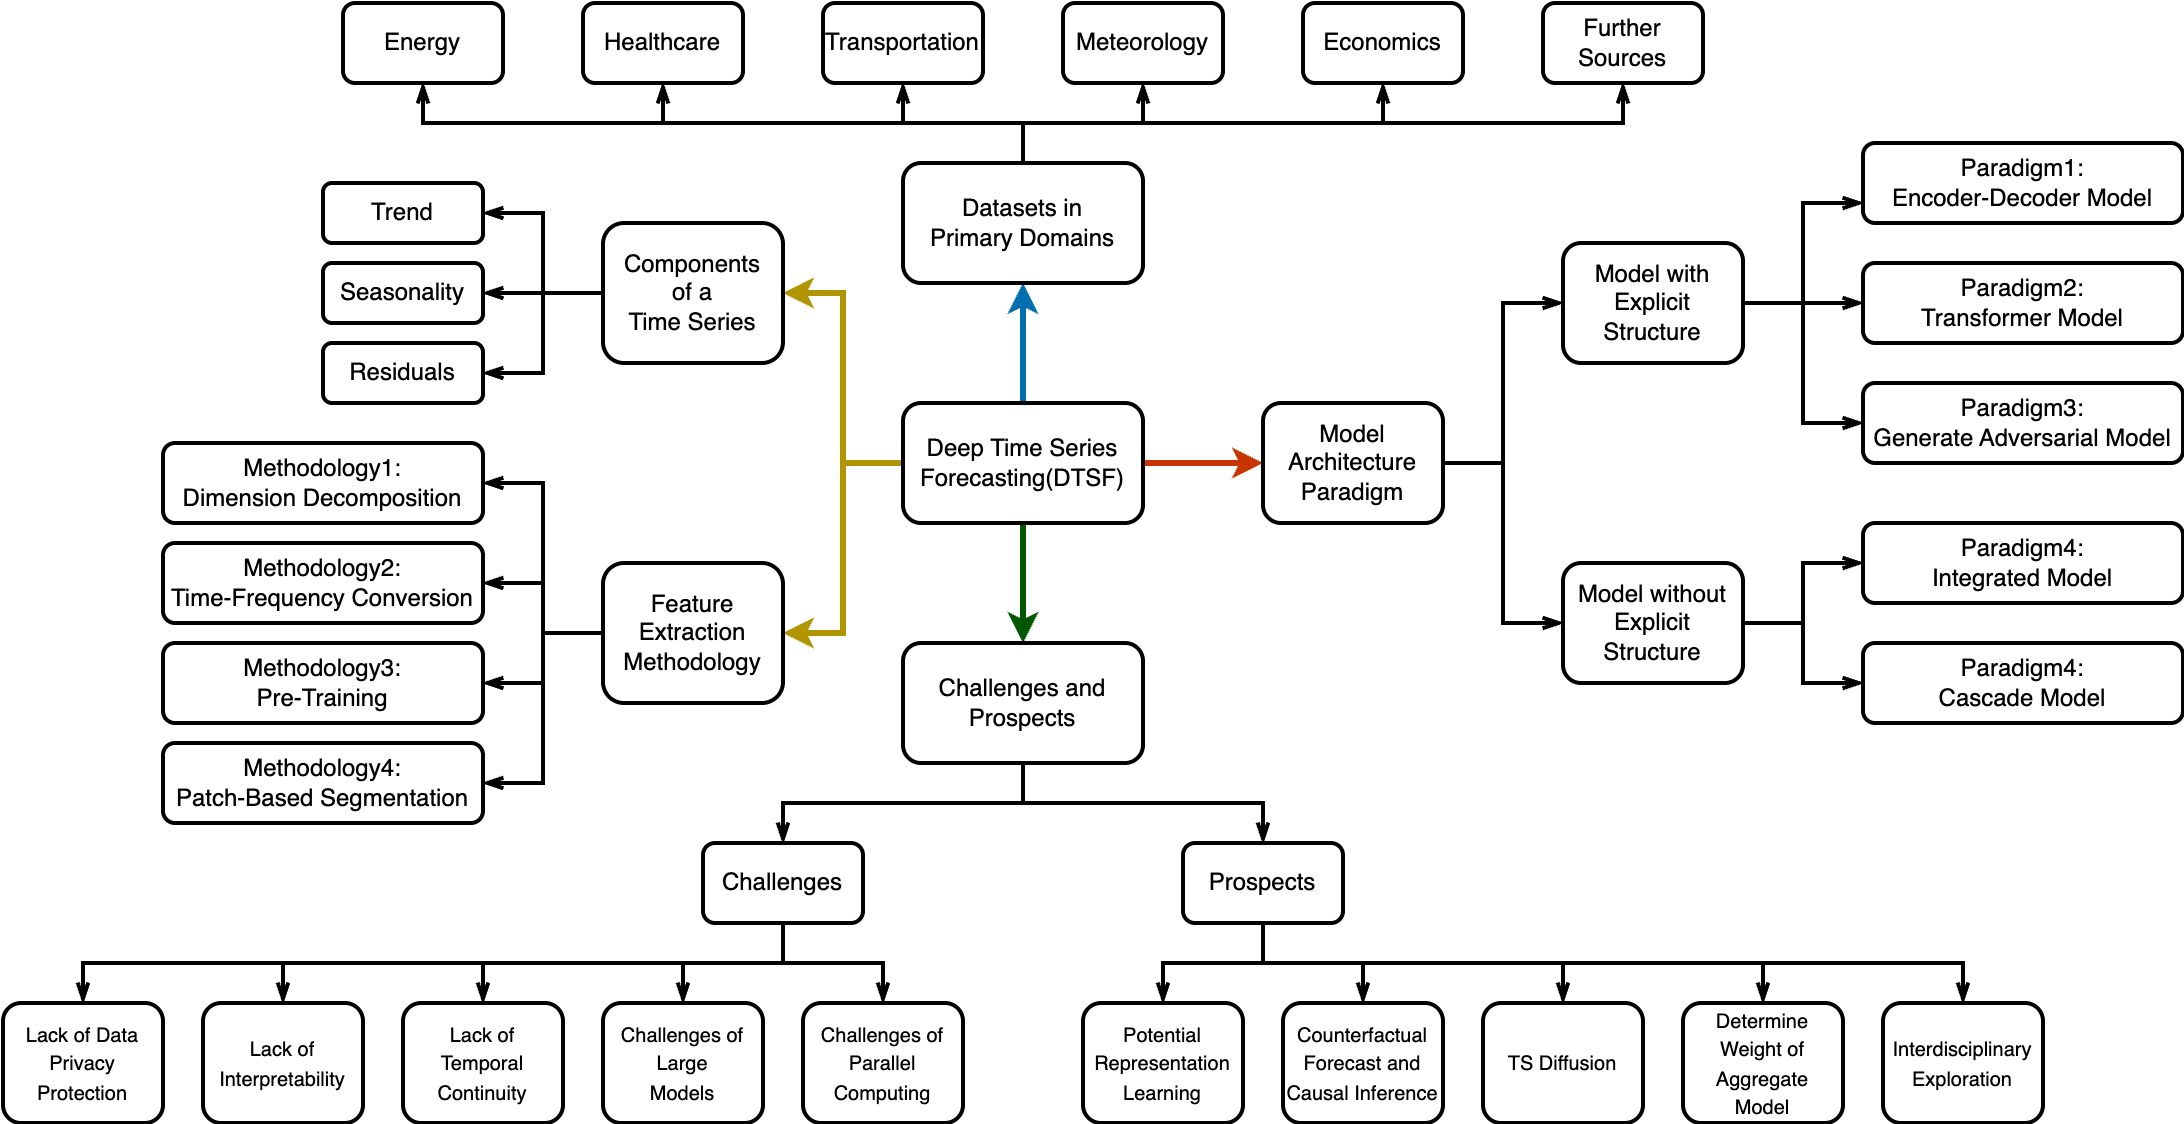 Energy
Healthcare
Transportation
Meteorology
Economics
Further
Sources
Datasets in
Primary Domains
Trend
Seasonality
Residuals
Components
of a
Time Series
Methodology1:
Dimension Decomposition
Methodology2:
Time-Frequency Conversion
Methodology3:
Pre-Training
Methodology4:
Patch-Based Segmentation
Feature
Extraction
Methodology
Deep Time Series
Forecasting(DTSF)
Model
Architecture
Paradigm
Model with
Explicit
Structure
Paradigm1:
Encoder-Decoder Model
Paradigm2:
Transformer Model
Paradigm3:
Generate Adversarial Model
Model without
Explicit
Structure
Paradigm4:
Integrated Model
Paradigm4:
Cascade Model
Challenges and
Prospects
Challenges
Prospects
Lack of Data
Privacy
Protection
Lack of
Interpretability
Lack of
Temporal
Continuity
Challenges of
Large
Models
Challenges of
Parallel
Computing
Potential
Representation
Learning
Counterfactual
Forecast and
Causal Inference
TS Diffusion
Determine
Weight of
Aggregate
Model
Interdisciplinary
Exploration